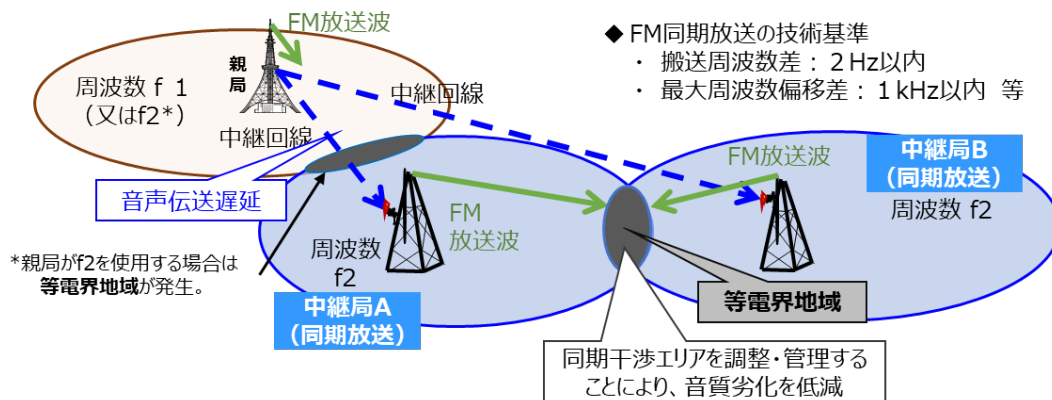 FM放送波
親局
周波数 f 1
（又はf2*）
中継回線
中継回線
音声伝送遅延
*親局がf2を使用する場合は
等電界地域が発生。
◆ FM同期放送の技術基準
・ 搬送周波数差： 2 Hz以内
・ 最大周波数偏移差： 1 kHz以内 等
FM放送波
中継局B
（同期放送）
周波数 f2
FM
放送波
周波数
f2
中継局A
（同期放送）
等電界地域
同期干渉エリアを調整・管理する
ことにより、音質劣化を低減